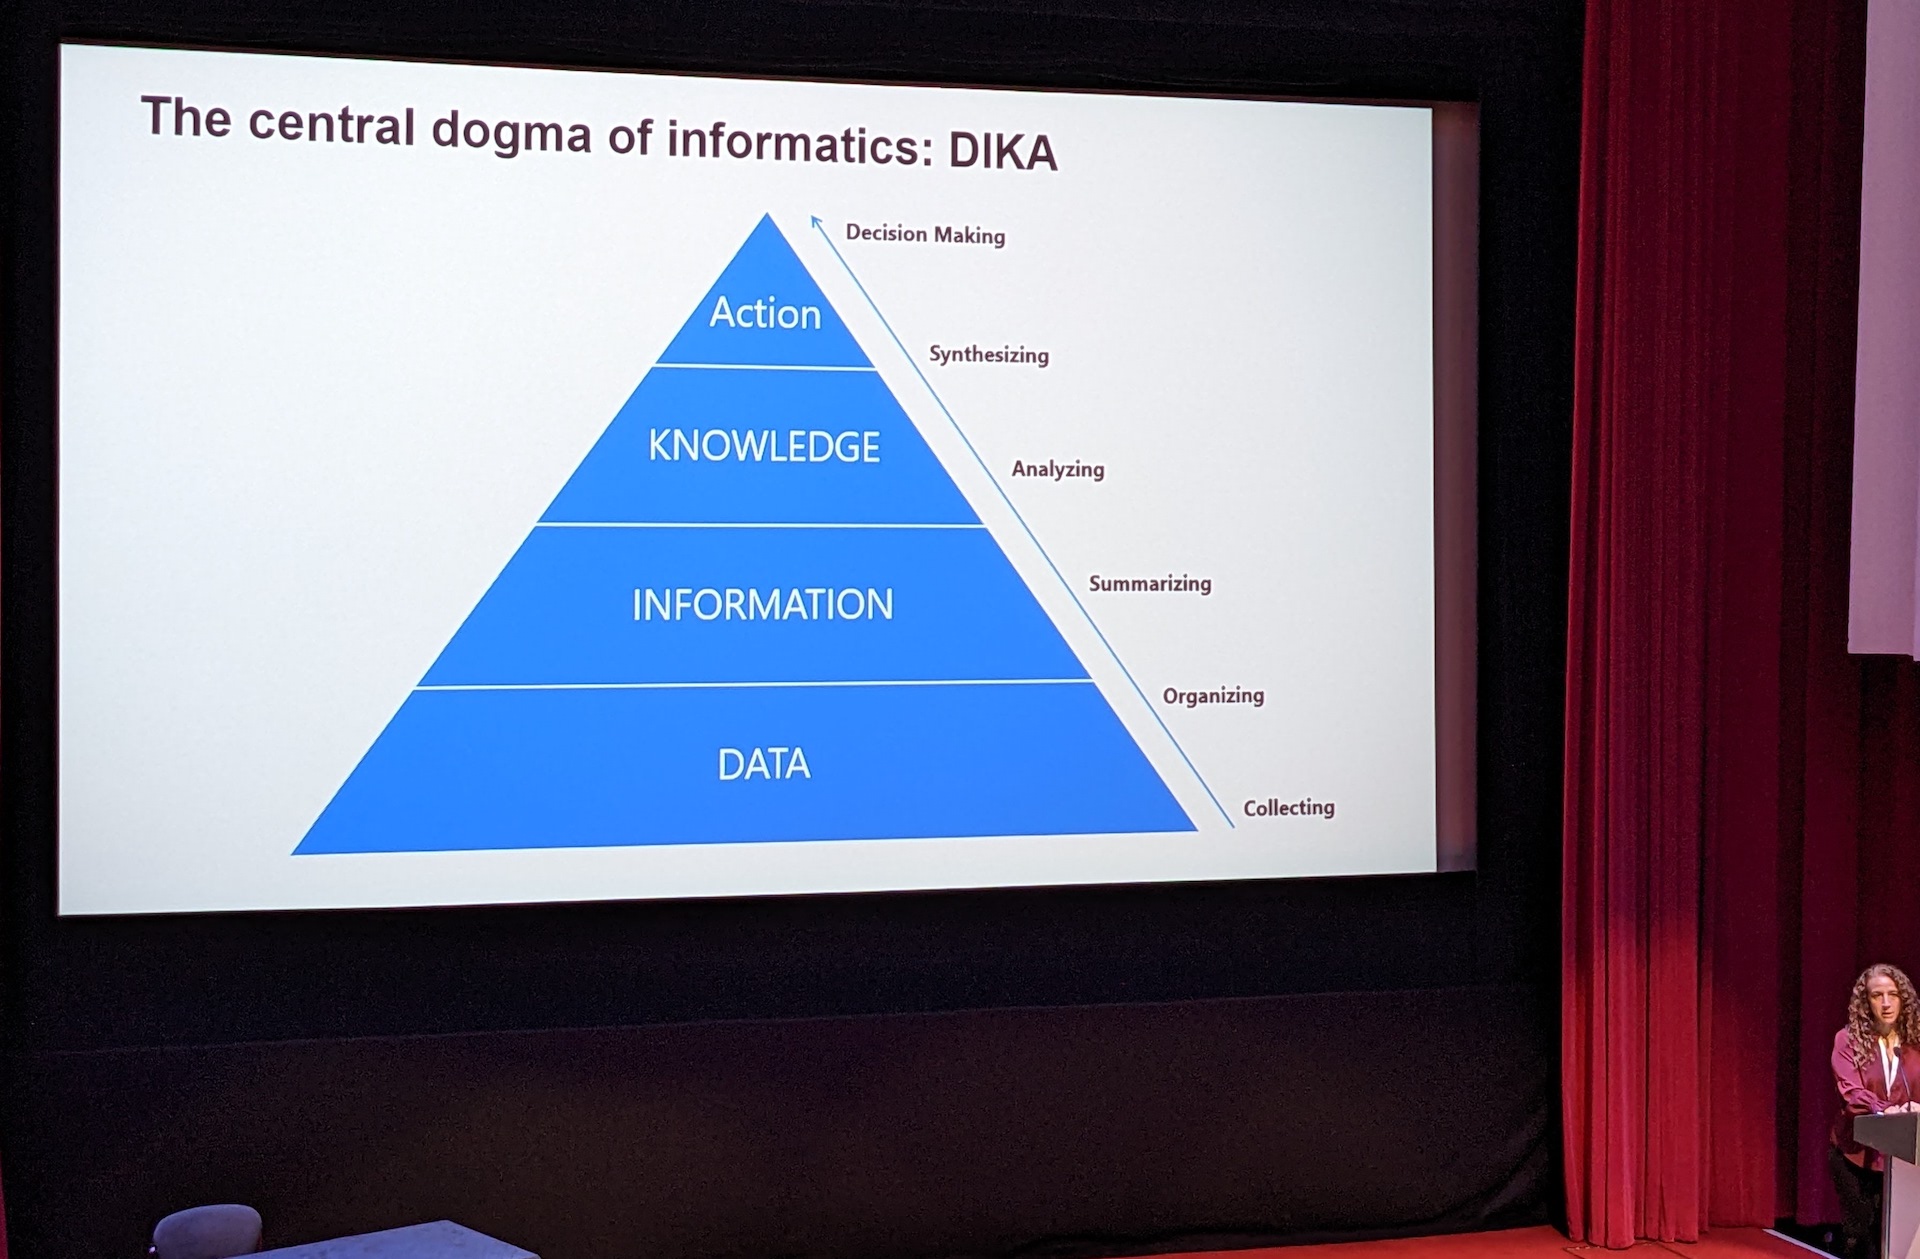 The central dogma of informatics: DIKA
Decision Making
Action
Synthesizing
KNOWLEDGE
Analyzing
Summarizing
INFORMATION
Organizing
DATA
Collecting